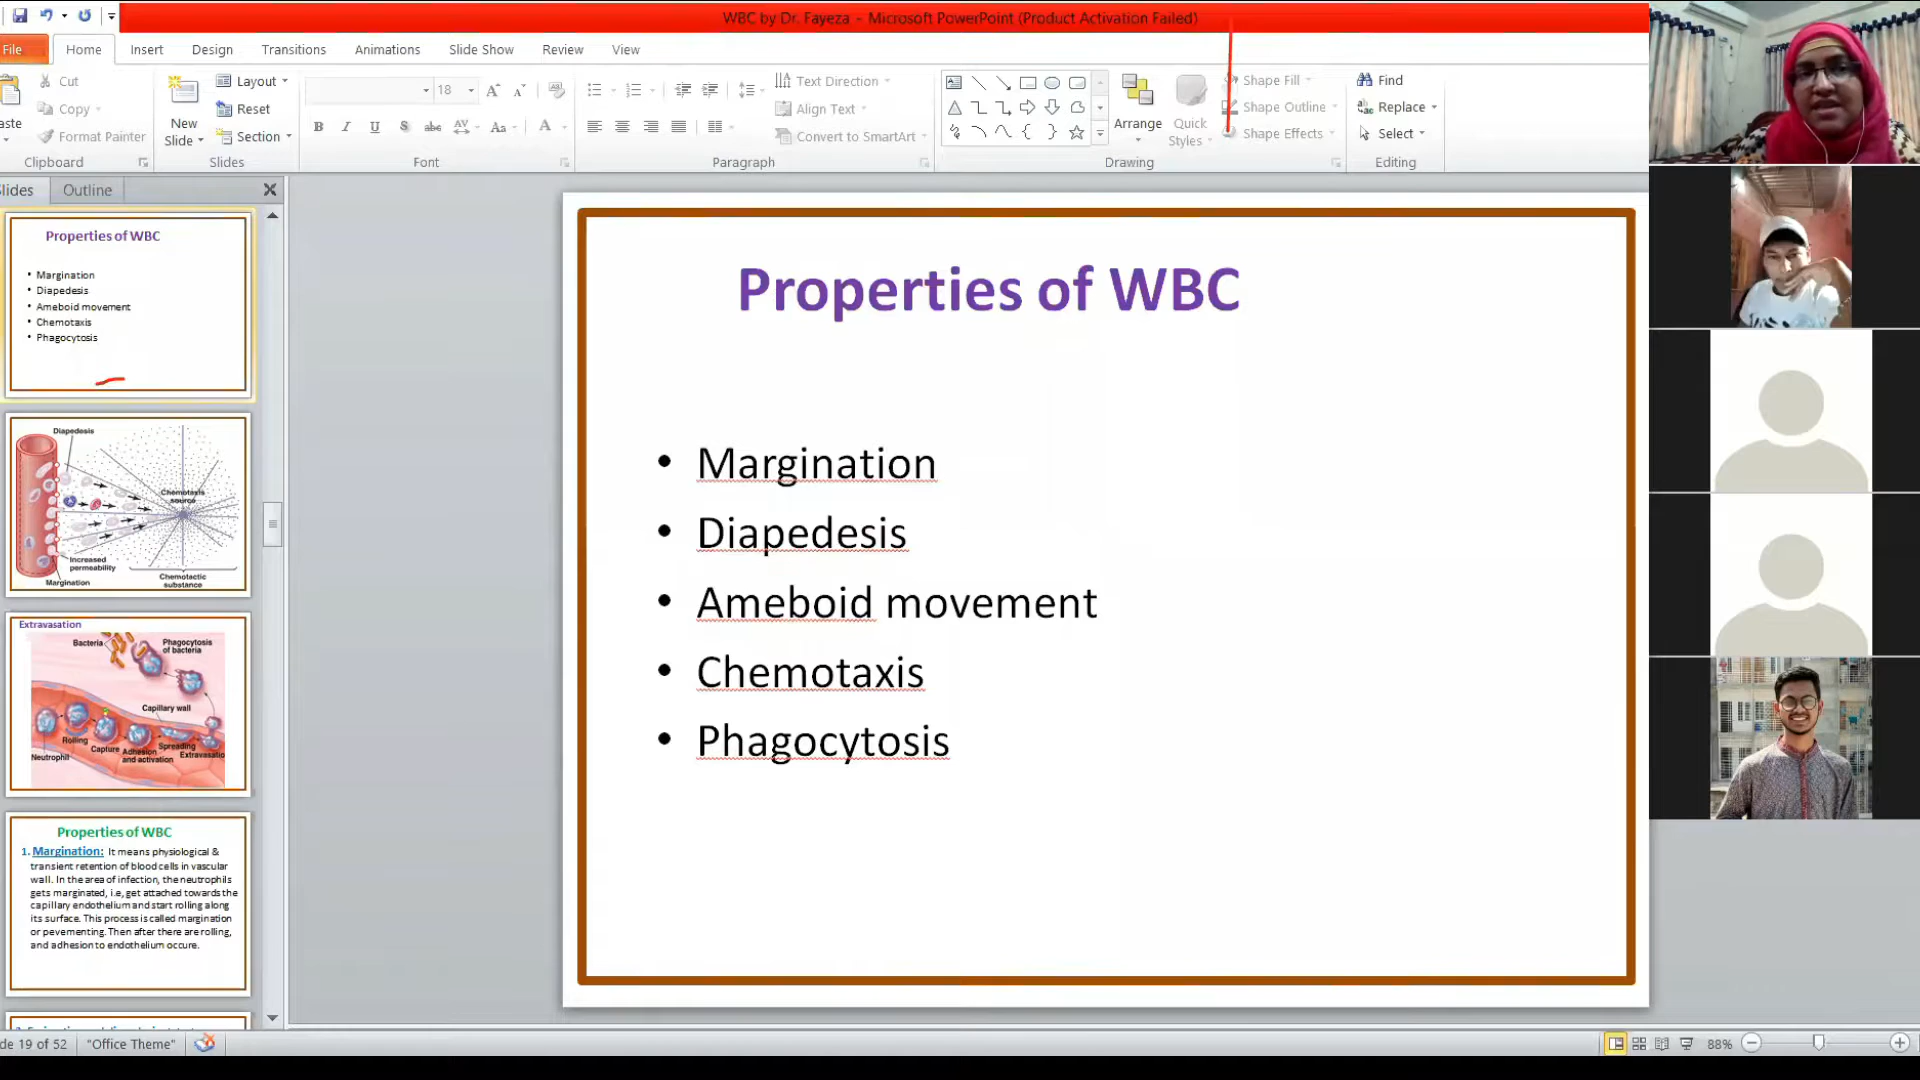 WBC by Dr. Fayeza - Microsoft PowerPoint (Product Activation Failed)
File Home Insert Design Transitions Animations Slide Show Review View
Cut
Copy
Format Painter
Clipboard
New
Slide
Layout
Reset
Section
Slides
18
Font
Text Direction
Align Text
Convert to SmartArt
Paragraph
Arrange
Quick
Styles
Shape Fill
Shape Outline
Shape Effects
Drawing
Find
Replace
Select
Editing
Slides Outline
Properties of WBC
• Margination
• Diapedesis
• Ameboid movement
• Chemotaxis
• Phagocytosis
Diapedesis
Chemotaxis
source
Increased
permeability
Margination
Chemotactic
substance
Extravasation
Bacteria
Phagocytosis
of bacteria
Capillary wall
Rolling
Capture
Adhesion
and activation
Spreading
Extravasation
Neutrophil
Properties of WBC
1. Margination: It means physiological &
transient retention of blood cells in vascular
wall. In the area of infection, the neutrophils
gets marginated, i.e, get attached towards the
capillary endothelium and start rolling along
its surface. This process is called margination
or pevementing. Then after there are rolling,
and adhesion to endothelium occure.
Properties of WBC
• Margination
• Diapedesis
• Ameboid movement
• Chemotaxis
• Phagocytosis
de 19 of 52 "Office Theme" 88%